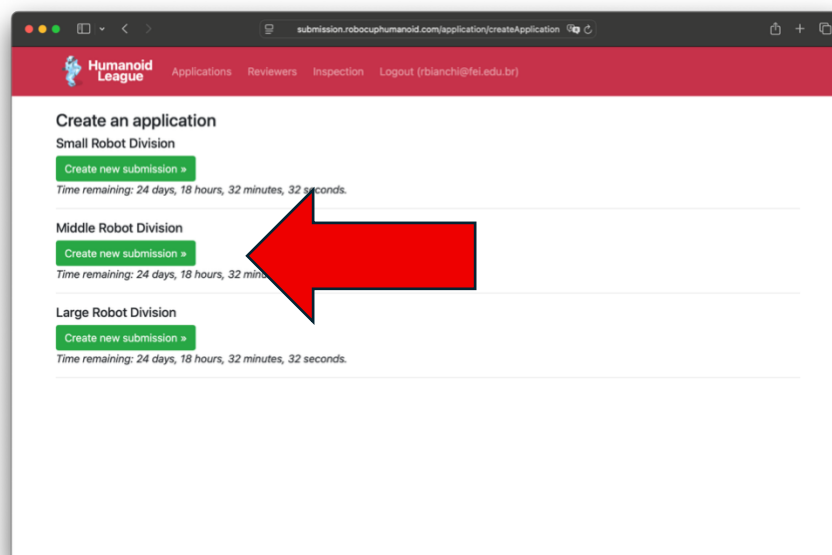 submission.robocuphumanoid.com/application/createApplication
Humanoid
League
Applications Reviewers Inspection Logout (rbianchi@fei.edu.br)
Create an application
Small Robot Division
Create new submission »
Time remaining: 24 days, 18 hours, 32 minutes, 32 seconds.
Middle Robot Division
Create new submission »
Time remaining: 24 days, 18 hours, 32
Large Robot Division
Create new submission »
Time remaining: 24 days, 18 hours, 32 minutes, 32 seconds.